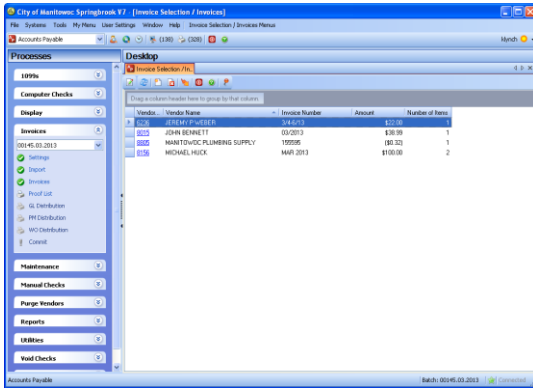 City of Manitowoc Springbrook V7 - [Invoice Selection / Invoices]
File Systems Tools My Menu User Settings Window Help Invoice Selection / Invoices Menus
Accounts Payable (138) (328) klynch
Processes
Desktop
Invoice Selection / In...
1099s
Computer Checks
Display
Invoices
00145.03.2013
Settings
Import
Invoices
Proof List
GL Distribution
PM Distribution
WO Distribution
Commit
Maintenance
Manual Checks
Purge Vendors
Reports
Utilities
Void Checks
Drag a column header here to group by that column
Vendor... Vendor Name Invoice Number Amount Number of Items
6236 JEREMY P WEBER 3/4-6/13 $22.00 1
8015 JOHN BENNETT 03/2013 $38.99 1
8805 MANITOWOC PLUMBING SUPPLY 155595 ($0.32) 1
8156 MICHAEL HUCK MAR 2013 $100.00 2
Accounts Payable
Batch: 00145.03.2013 Connected